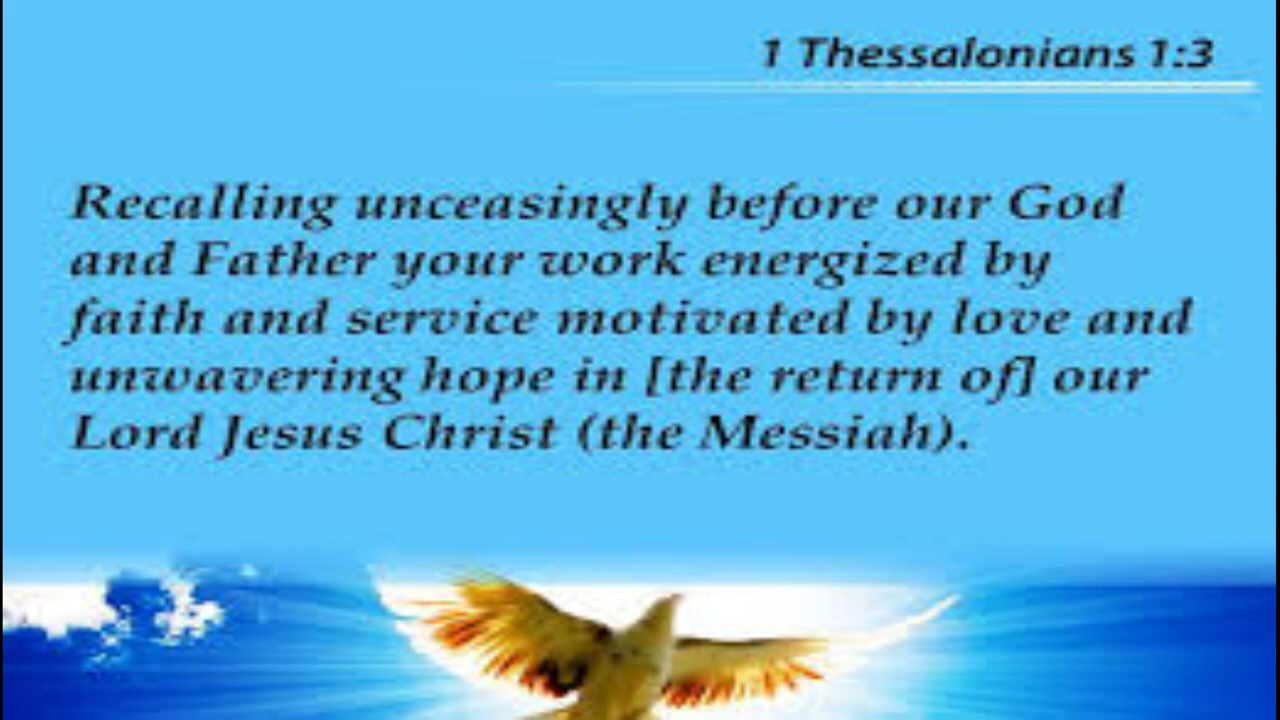 1 Thessalonians 1:3
Recalling unceasingly before our God
and Father your work energized by
faith and service motivated by love and
unwavering hope in [the return of] our
Lord Jesus Christ (the Messiah).